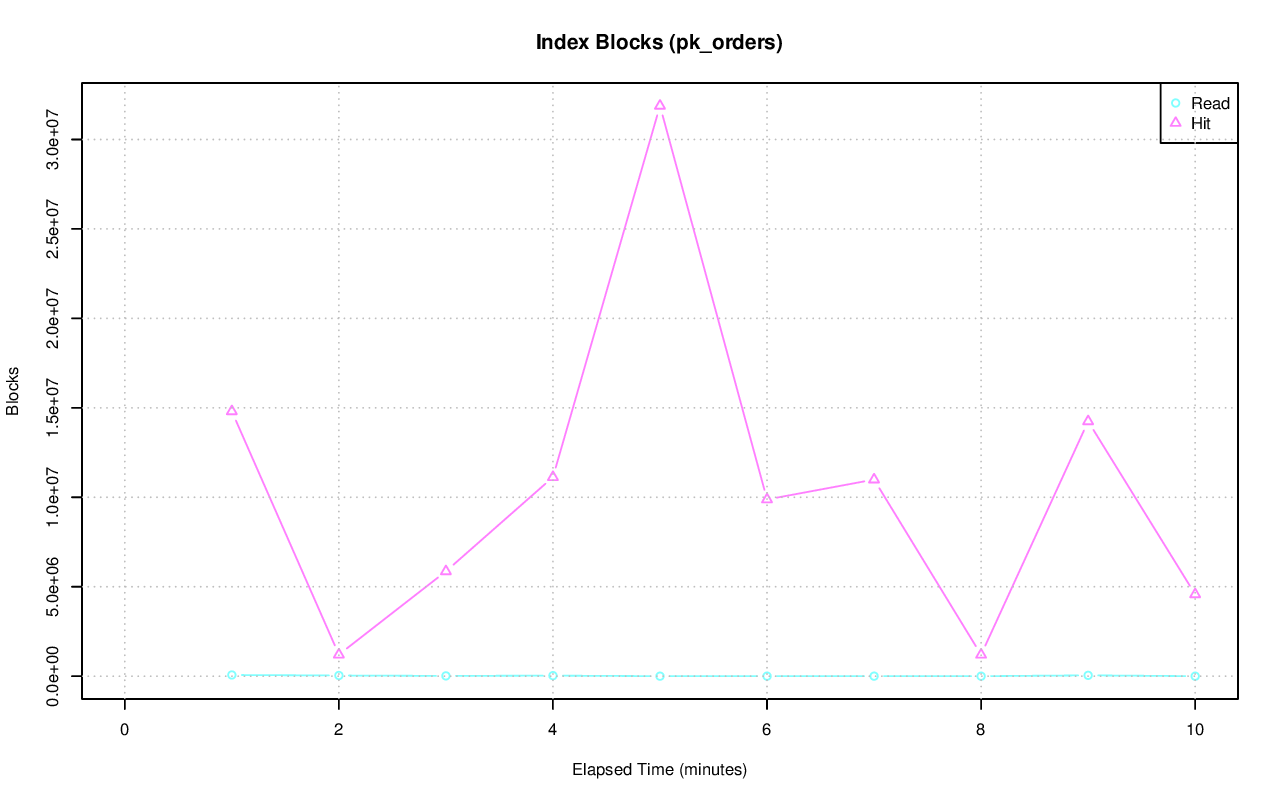 Index Blocks (pk_orders)
Read
Hit
Blocks
3.0e+07
2.5e+07
2.0e+07
1.5e+07
1.0e+07
5.0e+06
0.0e+00
0 2 4 6 8 10
Elapsed Time (minutes)